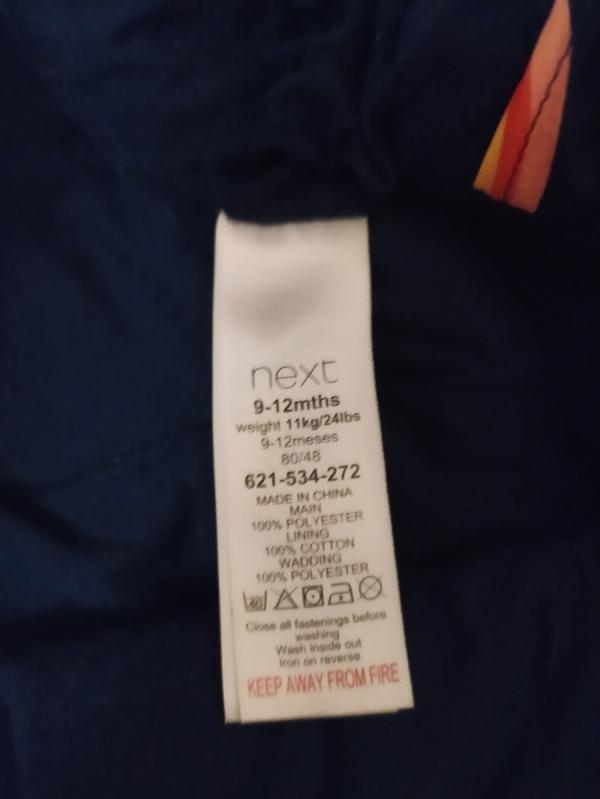 next
9-12mths
weight 11kg/24lbs
9-12meses
80/48
621-534-272
MADE IN CHINA
MAIN
100% POLYESTER
LINING
100% COTTON
WADDING
100% POLYESTER
40
Close all fastenings before
washing
Wash inside out
Iron on reverse
KEEP AWAY FROM FIRE